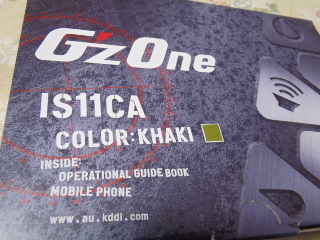 G'zOne
IS11CA
COLOR:KHAKI
INSIDE:
OPERATIONAL GUIDE BOOK
MOBILE PHONE
www.au.kddi.com